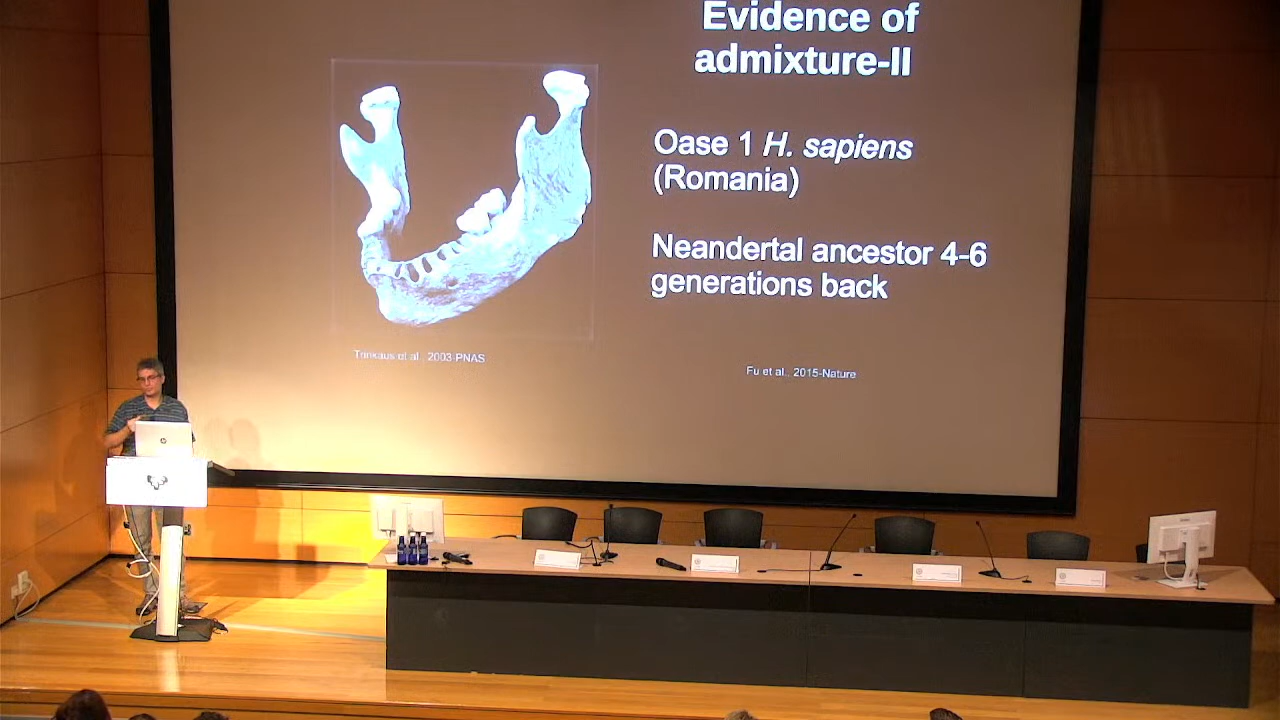 Evidence of
admixture-II
Oase 1 H. sapiens
(Romania)
Neandertal ancestor 4-6
generations back
Trinkaus et al., 2003-PNAS
Fu et al., 2015-Nature
hp